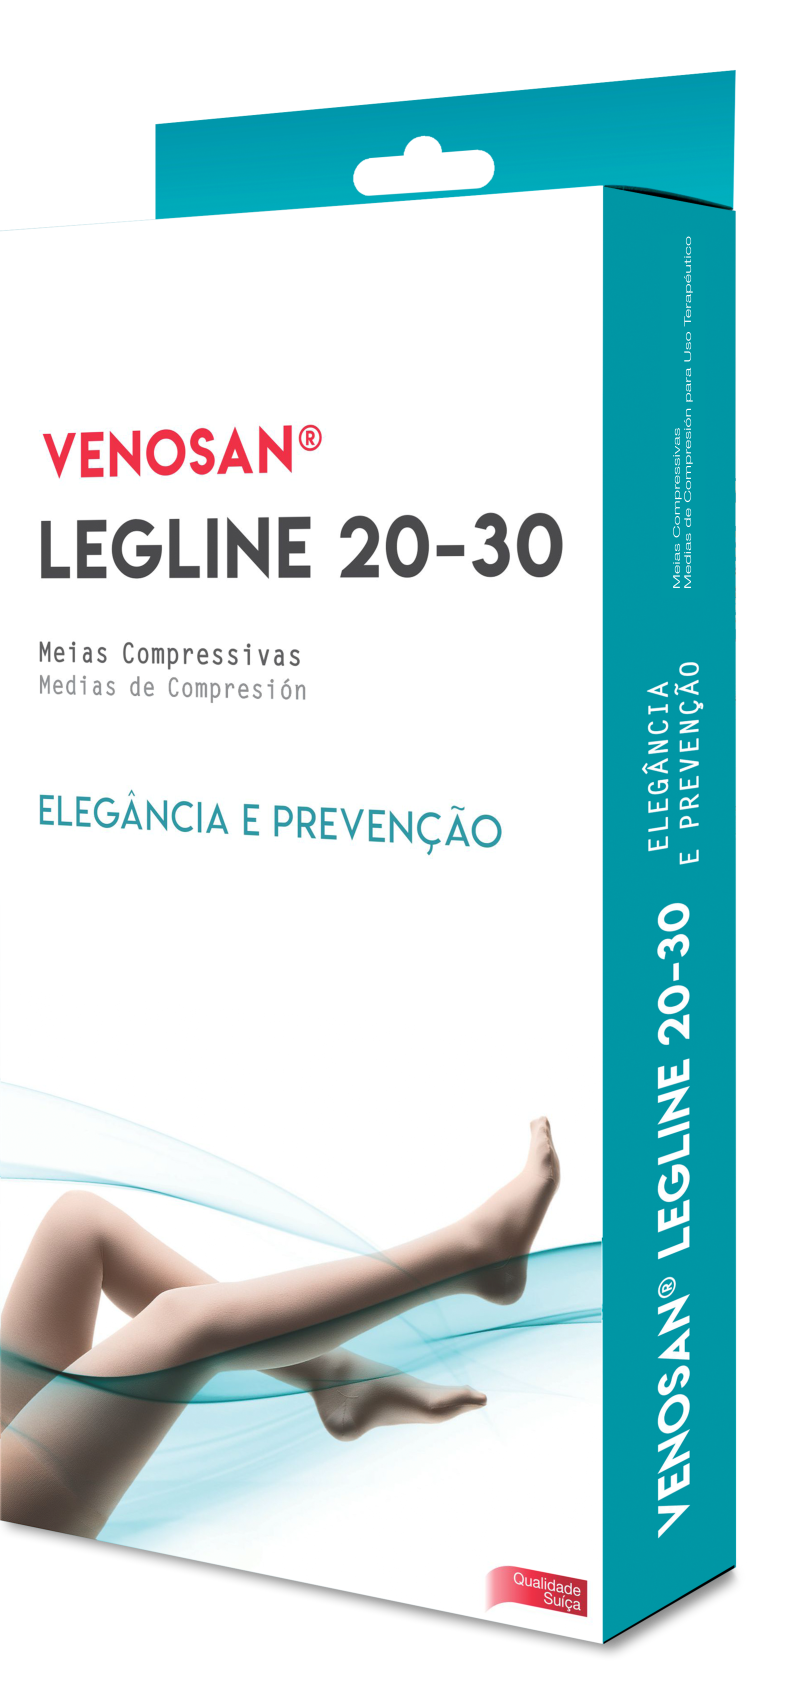 VENOSAN®
LEGLINE 20-30
Meias Compressivas
Medias de Compresión
ELEGÂNCIA E PREVENÇÃO
Qualidade
Suíça
VENOSAN® LEGLINE 20-30
ELEGÂNCIA
E PREVENÇÃO
Meias Compressivas
Medias de Compresión para Uso Terapéutico